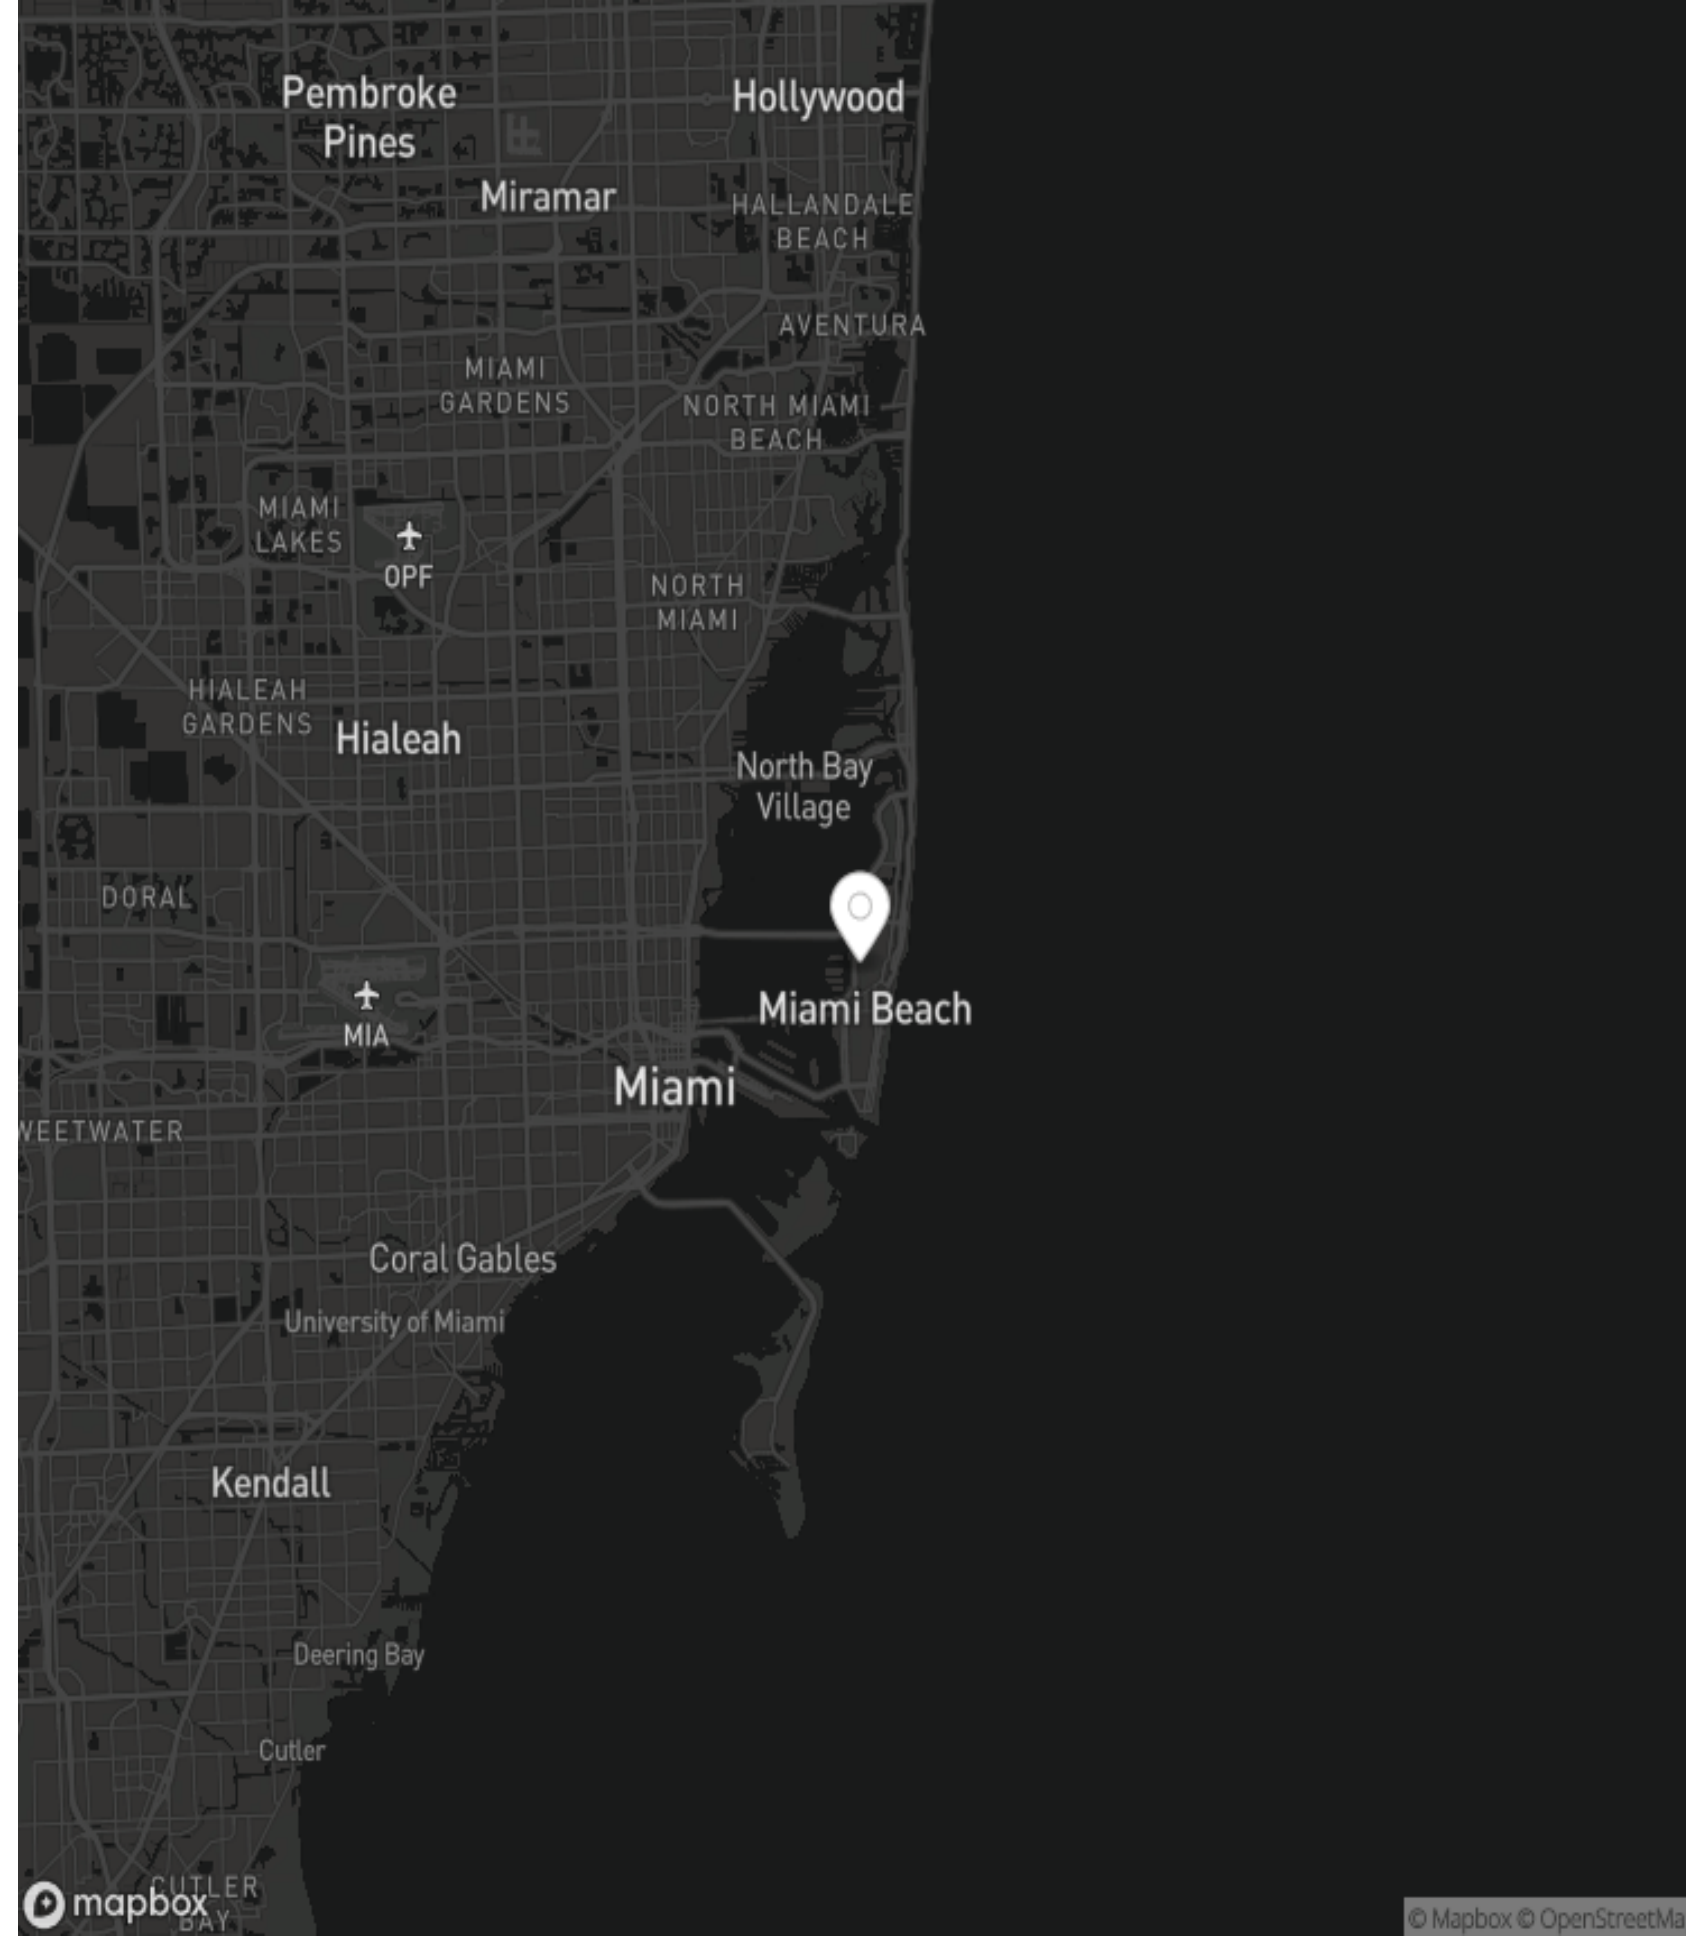 Pembroke
Pines
Hollywood
Miramar
HALLANDALE
BEACH
AVENTURA
MIAMI
GARDENS
NORTH MIAMI
BEACH
MIAMI
LAKES
OPF
NORTH
MIAMI
HIALEAH
GARDENS
Hialeah
North Bay
Village
DORAL
MIA
Miami Beach
Miami
WEETWATER
Coral Gables
University of Miami
Kendall
Deering Bay
Cutler
CUTLER
BAY
mapbox
© Mapbox © OpenStreetMa